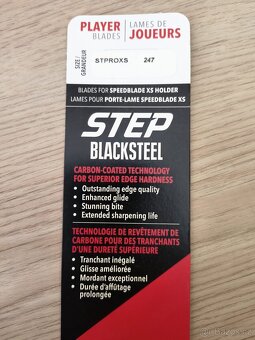 PLAYER BLADES | LAMES DE JOUEURS
SIZE/ GRANDEUR
STPROXS 247
BLADES FOR SPEEDBLADE XS HOLDER
LAMES POUR PORTE-LAME SPEEDBLADE XS
STEP
BLACKSTEEL
CARBON-COATED TECHNOLOGY
FOR SUPERIOR EDGE HARDNESS
• Outstanding edge quality
• Enhanced glide
• Stunning bite
• Extended sharpening life
TECHNOLOGIE DE REVÊTEMENT DE
CARBONE POUR DES TRANCHANTS
D'UNE DURETÉ SUPÉRIEURE
• Tranchant inégalé
• Glisse améliorée
• Mordant exceptionnel
• Durée d'affûtage
prolongée